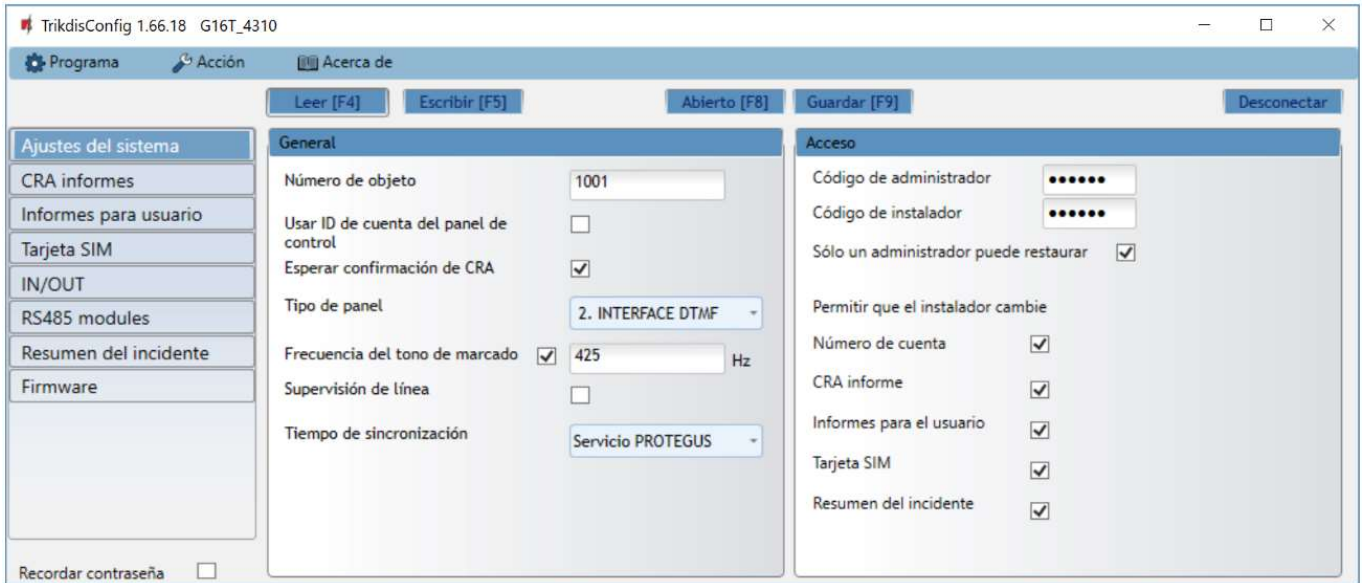 TrikdisConfig 1.66.18 G16T_4310
Programa Acción Acerca de
Leer [F4] Escribir [F5] Abierto [F8] Guardar [F9] Desconectar
Ajustes del sistema
CRA informes
Informes para usuario
Tarjeta SIM
IN/OUT
RS485 modules
Resumen del incidente
Firmware
Recordar contraseña
General
Número de objeto 1001
Usar ID de cuenta del panel de
control
Esperar confirmación de CRA
Tipo de panel 2. INTERFACE DTMF
Frecuencia del tono de marcado 425 Hz
Supervisión de línea
Tiempo de sincronización Servicio PROTEGUS
Acceso
Código de administrador ••••••
Código de instalador ••••••
Sólo un administrador puede restaurar
Permitir que el instalador cambie
Número de cuenta
CRA informe
Informes para el usuario
Tarjeta SIM
Resumen del incidente